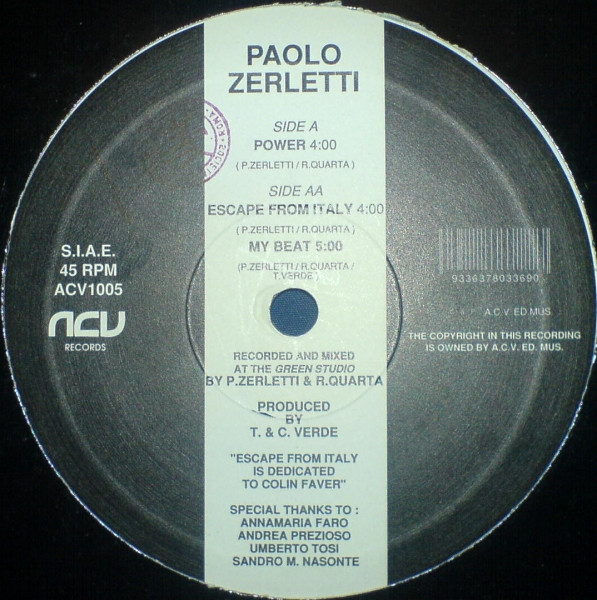 PAOLO
ZERLETTI
SIDE A
POWER 4:00
( P.ZERLETTI / R.QUARTA )
SIDE AA
ESCAPE FROM ITALY 4:00
( P.ZERLETTI / R.QUARTA )
MY BEAT 5:00
(P.ZERLETTI / R.QUARTA /
T.VERDE )
S.I.A.E.
45 RPM
ACV1005
ACV
RECORDS
9336378033690
A.C.V. ED.MUS.
THE COPYRIGHT IN THIS RECORDING
IS OWNED BY A.C.V. ED. MUS.
RECORDED AND MIXED
AT THE GREEN STUDIO
BY P.ZERLETTI & R.QUARTA
PRODUCED
BY
T. & C. VERDE
"ESCAPE FROM ITALY
IS DEDICATED
TO COLIN FAVER"
SPECIAL THANKS TO :
ANNAMARIA FARO
ANDREA PREZIOSO
UMBERTO TOSI
SANDRO M. NASONTE
ROMA